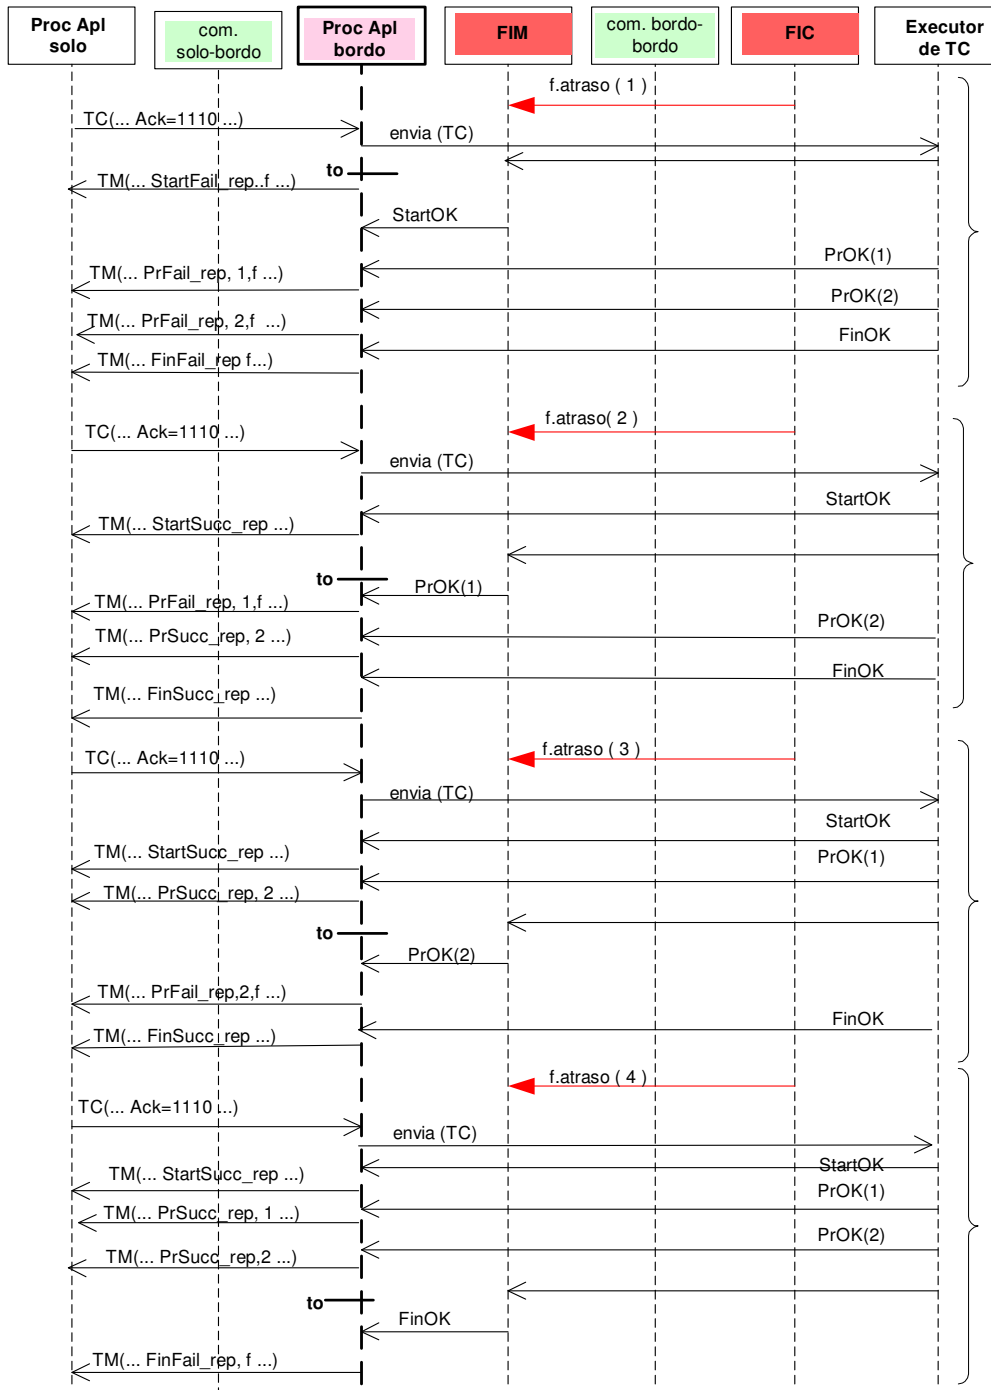 Proc Apl
solo
com.
solo-bordo
Proc Apl
bordo
FIM
com. bordo-
bordo
FIC
Executor
de TC
f.atraso ( 1 )
TC(... Ack=1110 ...)
envia (TC)
to
TM(... StartFail_rep..f ...)
StartOK
PrOK(1)
TM(... PrFail_rep, 1,f ...)
PrOK(2)
TM(... PrFail_rep, 2,f ...)
FinOK
TM(... FinFail_rep f...)
f.atraso( 2 )
TC(... Ack=1110 ...)
envia (TC)
StartOK
TM(... StartSucc_rep ...)
to
PrOK(1)
TM(... PrFail_rep, 1,f ...)
PrOK(2)
TM(... PrSucc_rep, 2 ...)
FinOK
TM(... FinSucc_rep ...)
f.atraso ( 3 )
TC(... Ack=1110 ...)
envia (TC)
StartOK
TM(... StartSucc_rep ...)
PrOK(1)
TM(... PrSucc_rep, 2 ...)
to
PrOK(2)
TM(... PrFail_rep,2,f ...)
FinOK
TM(... FinSucc_rep ...)
f.atraso ( 4 )
TC(... Ack=1110 ...)
envia (TC)
StartOK
TM(... StartSucc_rep ...)
PrOK(1)
TM(... PrSucc_rep, 1 ...)
PrOK(2)
TM(... PrSucc_rep,2 ...)
to
FinOK
TM(... FinFail_rep, f ...)